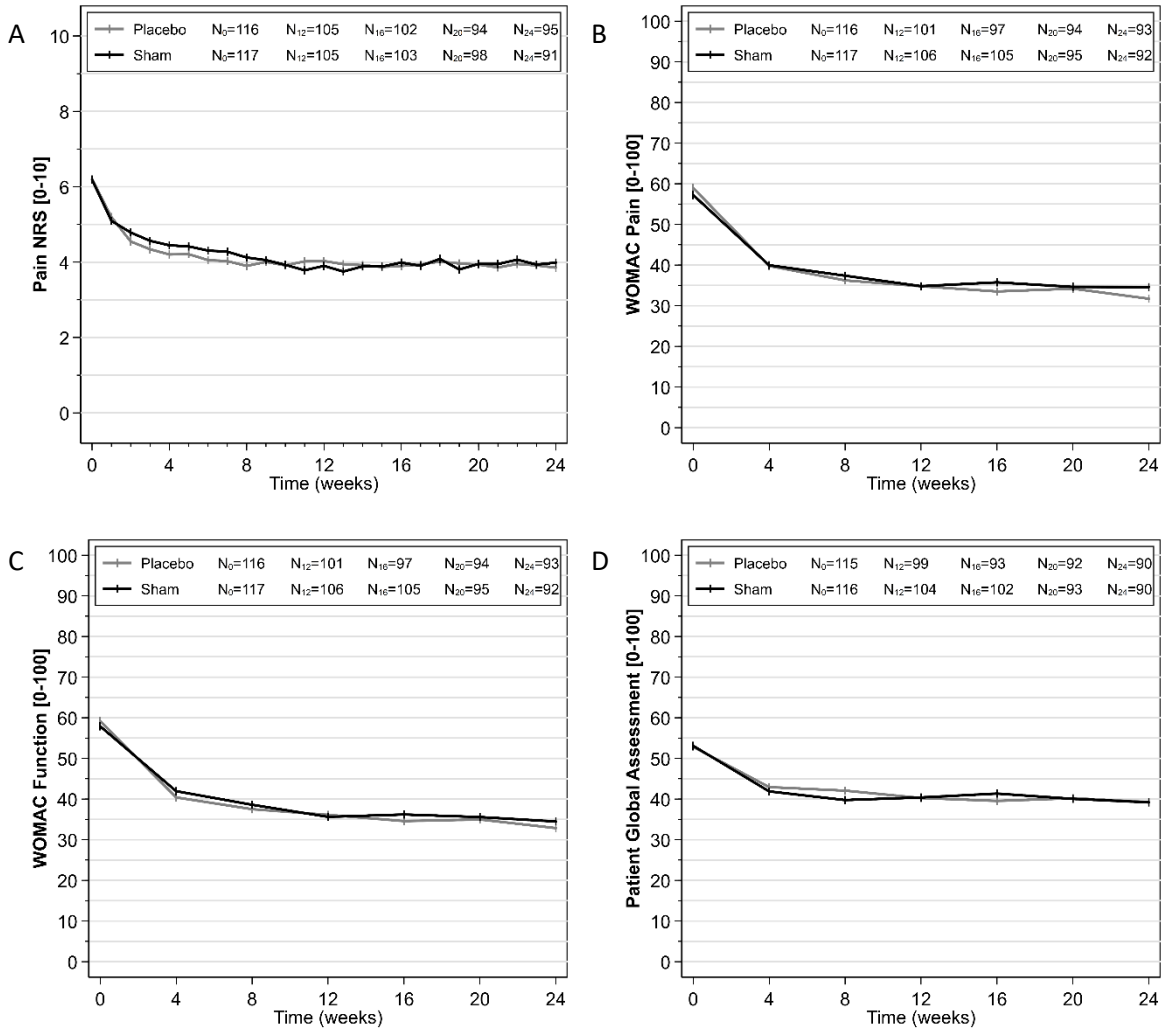 A
Placebo N₀=116 N₁₂=105 N₁₆=102 N₂₀=94 N₂₄=95
Sham N₀=117 N₁₂=105 N₁₆=103 N₂₀=98 N₂₄=91
10
8
6
4
2
0
Pain NRS [0-10]
0 4 8 12 16 20 24
Time (weeks)
B
Placebo N₀=116 N₁₂=101 N₁₆=97 N₂₀=94 N₂₄=93
Sham N₀=117 N₁₂=106 N₁₆=105 N₂₀=95 N₂₄=92
100
90
80
70
60
50
40
30
20
10
0
WOMAC Pain [0-100]
0 4 8 12 16 20 24
Time (weeks)
C
Placebo N₀=116 N₁₂=101 N₁₆=97 N₂₀=94 N₂₄=93
Sham N₀=117 N₁₂=106 N₁₆=105 N₂₀=95 N₂₄=92
100
90
80
70
60
50
40
30
20
10
0
WOMAC Function [0-100]
0 4 8 12 16 20 24
Time (weeks)
D
Placebo N₀=115 N₁₂=99 N₁₆=93 N₂₀=92 N₂₄=90
Sham N₀=116 N₁₂=104 N₁₆=102 N₂₀=93 N₂₄=90
100
90
80
70
60
50
40
30
20
10
0
Patient Global Assessment [0-100]
0 4 8 12 16 20 24
Time (weeks)